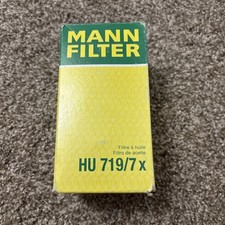 MANN
FILTER
Filtre à huile
Filtro de aceite
HU 719/7 x